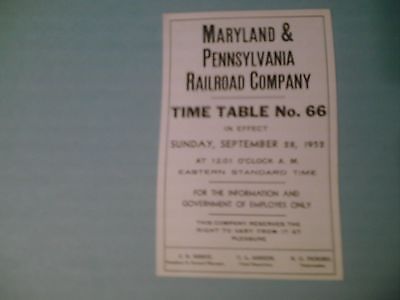 MARYLAND &
PENNSYLVANIA
RAILROAD COMPANY
TIME TABLE No. 66
IN EFFECT
SUNDAY, SEPTEMBER 28, 1952
AT 12:01 O'CLOCK A. M.
EASTERN STANDARD TIME
FOR THE INFORMATION AND
GOVERNMENT OF EMPLOYES ONLY
THIS COMPANY RESERVES THE
RIGHT TO VARY FROM IT AT
PLEASURE